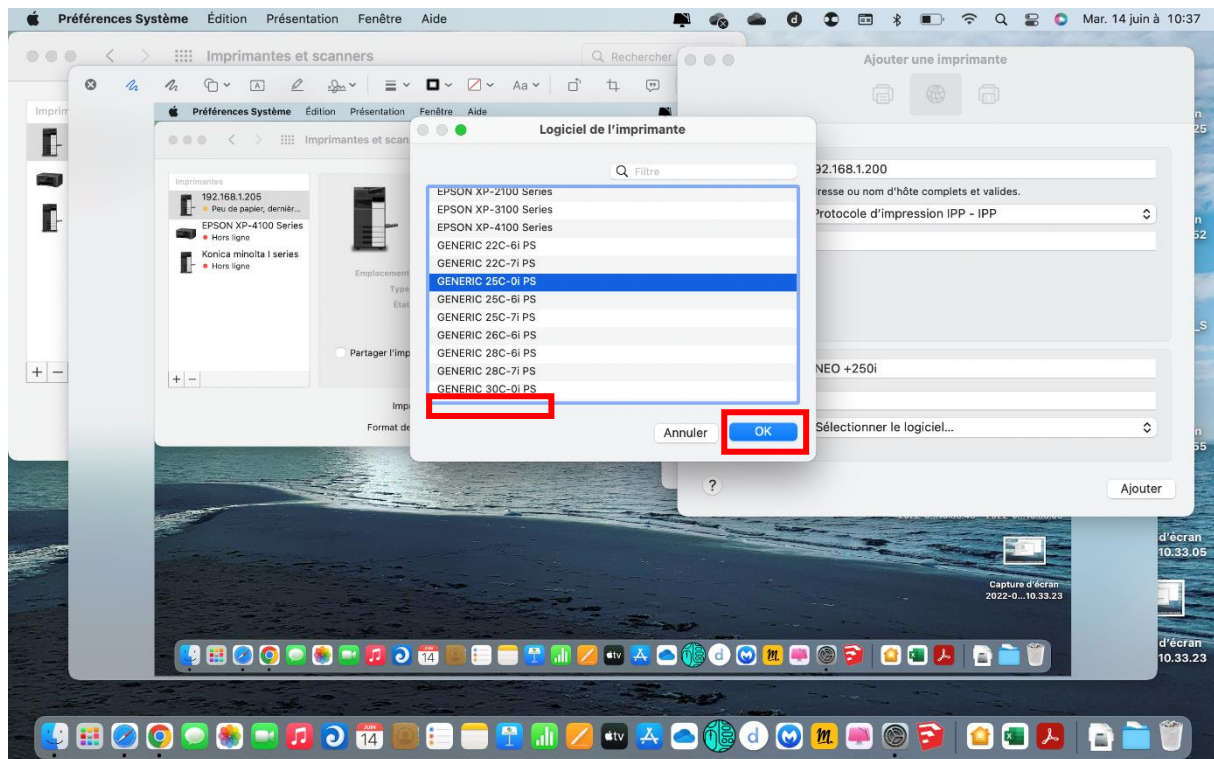 Préférences Système Édition Présentation Fenêtre Aide
Mar. 14 juin à 10:37
Imprimantes et scanners
Rechercher
Ajouter une imprimante
Aa
Préférences Système Édition Présentation Fenêtre Aide
Imprimantes et scan
Logiciel de l'imprimante
Filtre
Imprimantes
192.168.1.205
Peu de papier, dernièr...
EPSON XP-4100 Series
Hors ligne
Konica minolta I series
Hors ligne
Emplacement
Type
État
Partager l'imp
Imp
Format de
EPSON XP-2100 Series
EPSON XP-3100 Series
EPSON XP-4100 Series
GENERIC 22C-6i PS
GENERIC 22C-7i PS
GENERIC 25C-0i PS
GENERIC 25C-6i PS
GENERIC 25C-7i PS
GENERIC 26C-6i PS
GENERIC 28C-6i PS
GENERIC 28C-7i PS
GENERIC 30C-0i PS
Annuler
OK
92.168.1.200
resse ou nom d'hôte complets et valides.
Protocole d'impression IPP - IPP
NEO +250i
Sélectionner le logiciel...
?
Ajouter
d'écran
10.33.05
Capture d'écran
2022-0...10.33.23
d'écran
10.33.23
14
tv
JUIN
14
tv